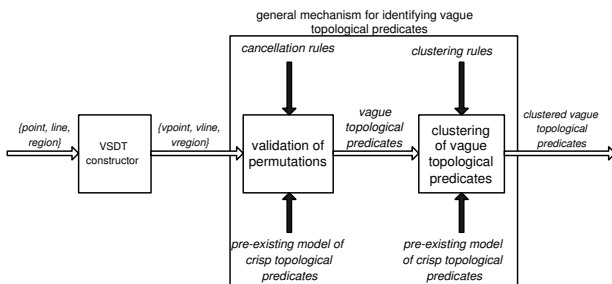 general mechanism for identifying vague
topological predicates
cancellation rules
clustering rules
{point, line,
region}
VSDT
constructor
{vpoint, vline,
vregion}
validation of
permutations
vague
topological
predicates
clustering
of vague
topological
predicates
clustered vague
topological
predicates
pre-existing model of
crisp topological
predicates
pre-existing model
of crisp topological
predicates